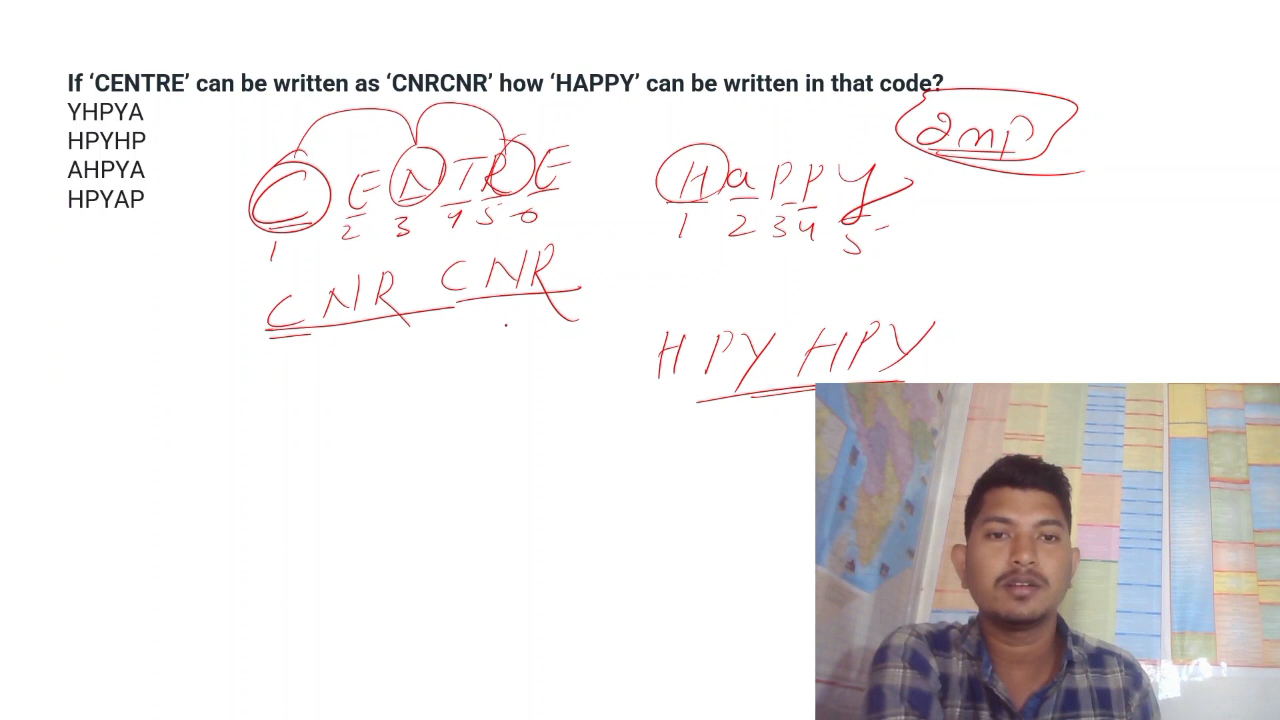 If ‘CENTRE’ can be written as ‘CNRCNR’ how ‘HAPPY’ can be written in that code?
YHPYA
HPYHP
AHPYA
HPYAP
CENTRE
1 2 3 4 5 6
CNR CNR
Happy
1 2 3 4 5
HPY HPY